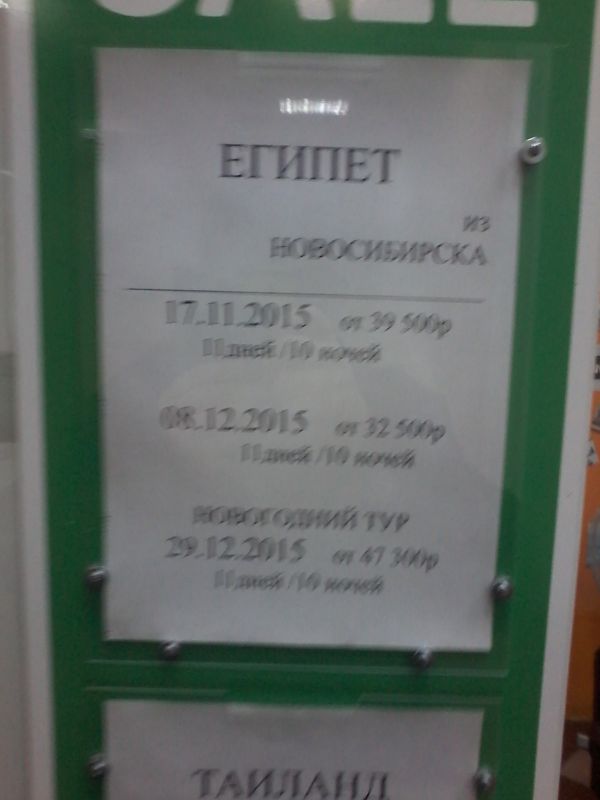 SALE
ЕГИПЕТ
ИЗ
НОВОСИБИРСКА
17.11.2015 от 39 500р
11дней /10 ночей
08.12.2015 от 32 500р
11дней /10 ночей
НОВОГОДНИЙ ТУР
29.12.2015 от 47 300р
11дней /10 ночей
ТАИЛАНД